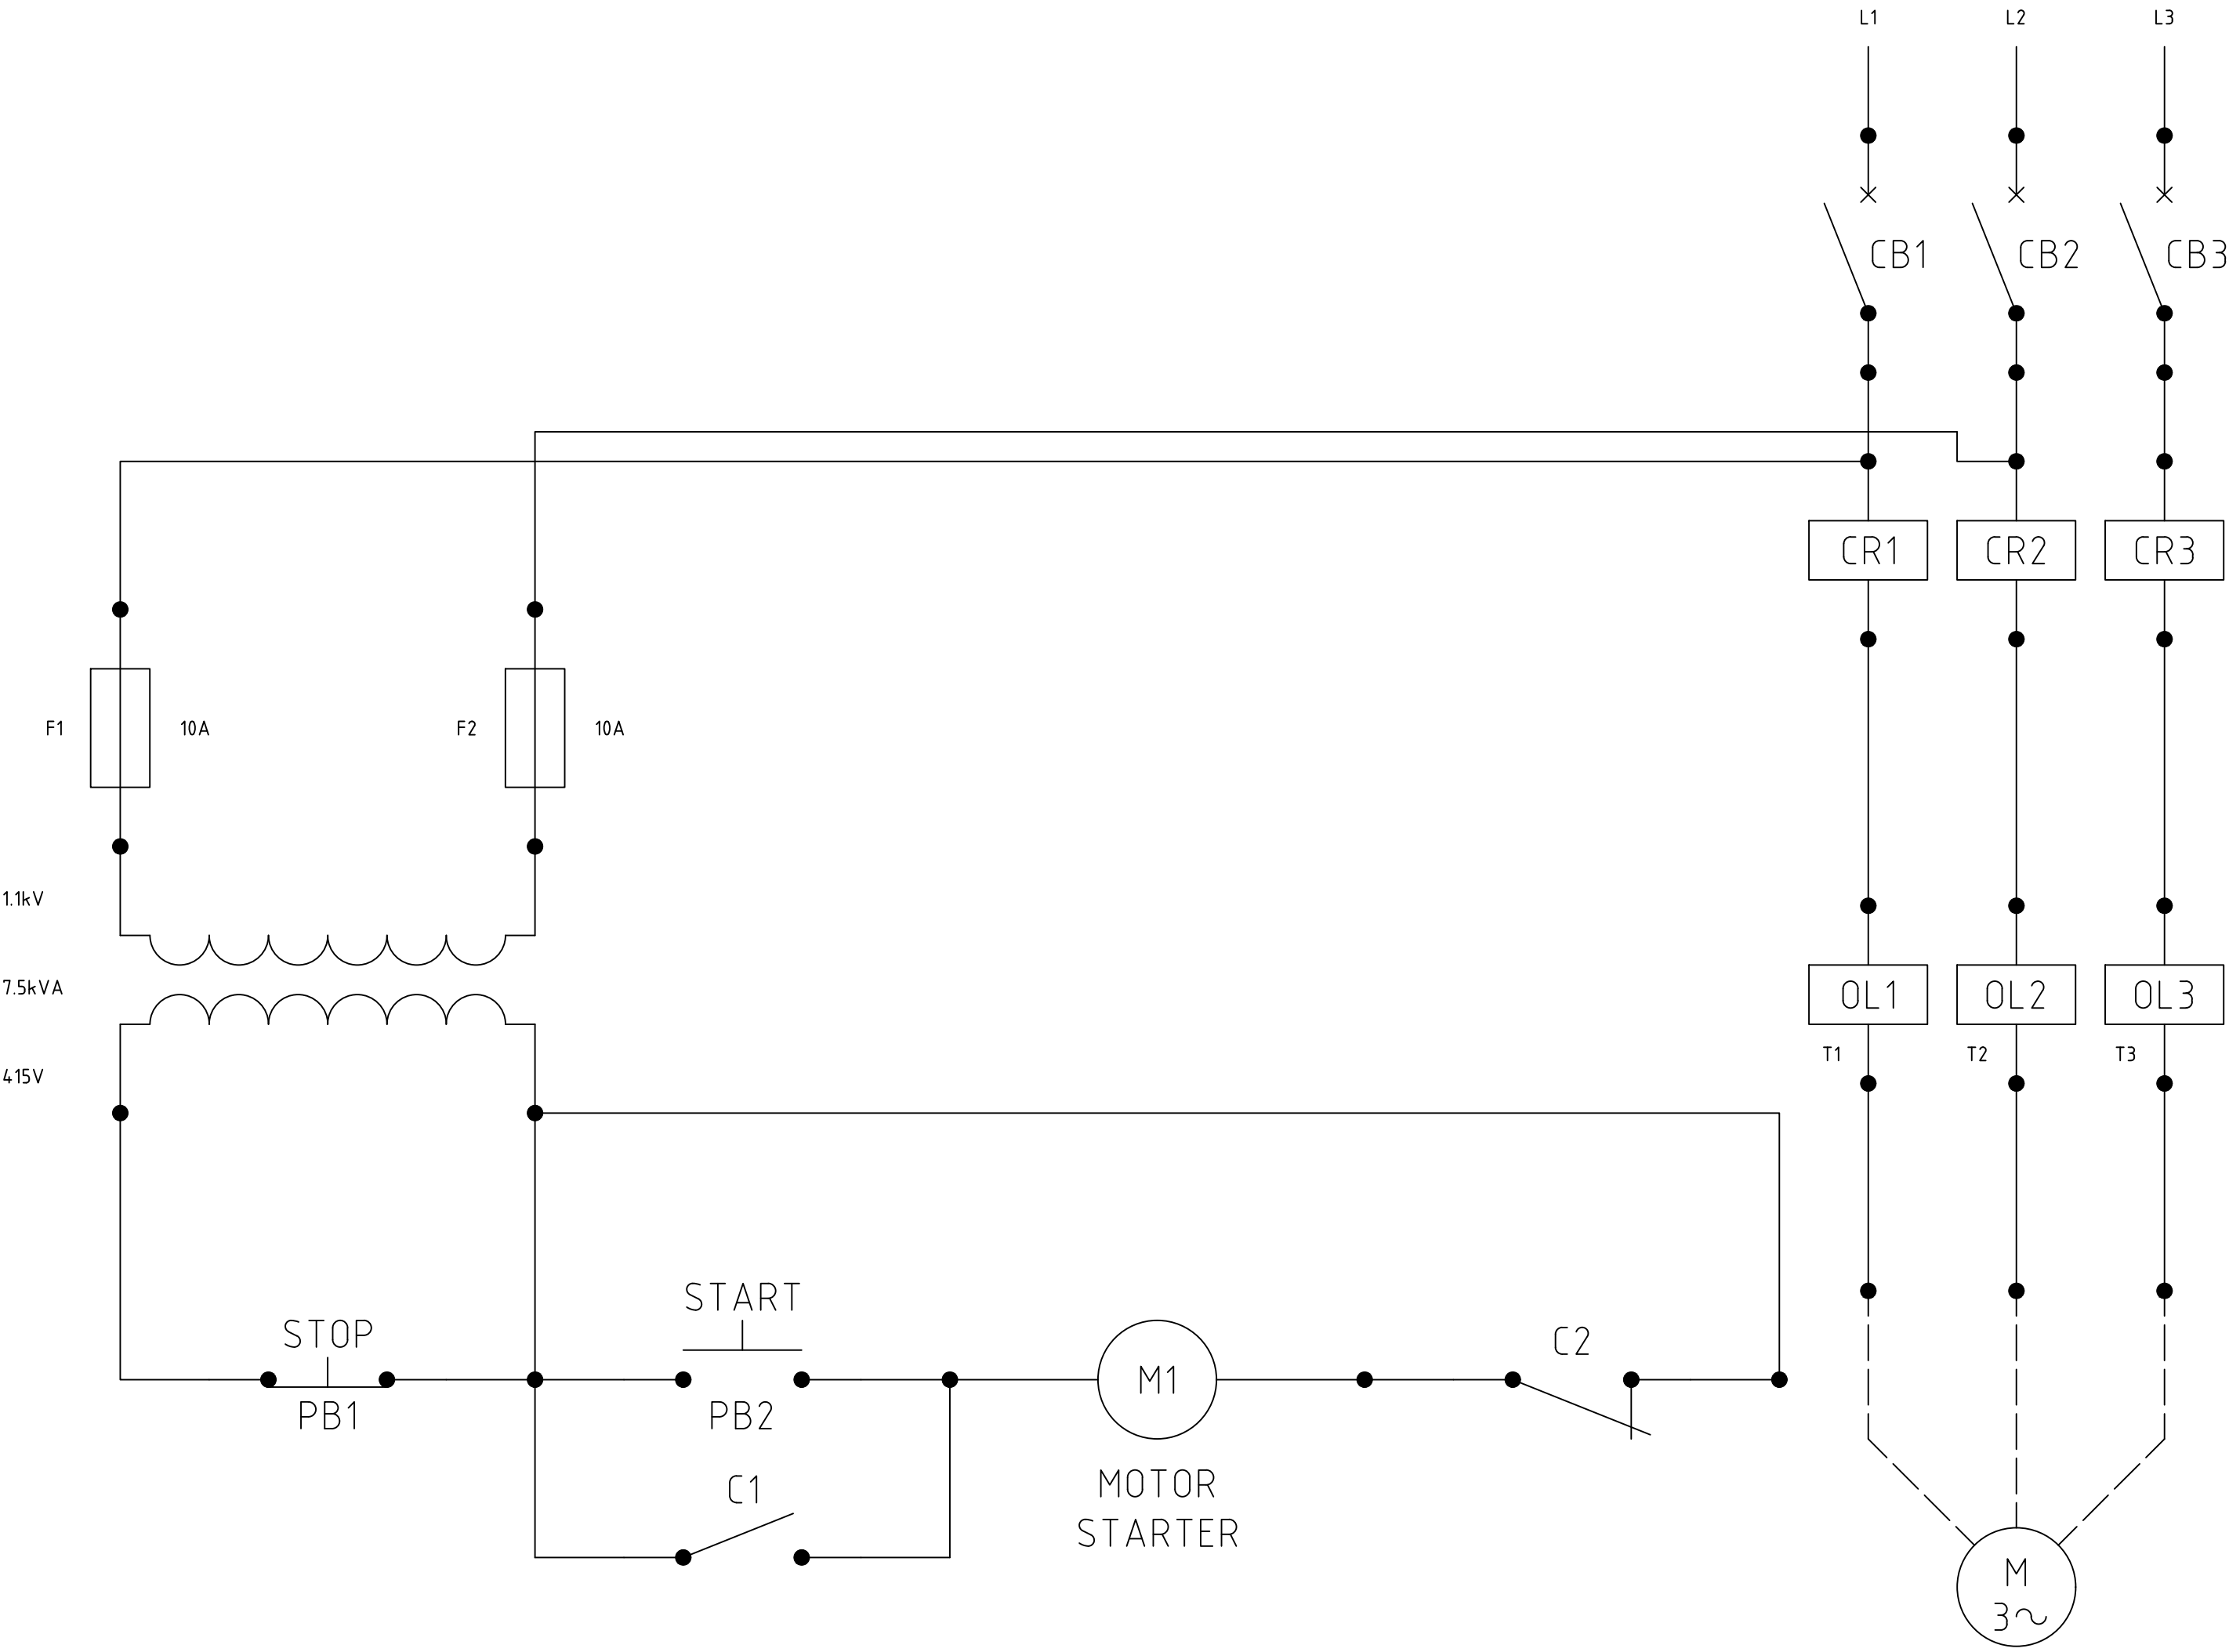 L1 L2 L3
CB1 CB2 CB3
CR1 CR2 CR3
F1 10A F2 10A
1.1kV
7.5kVA
OL1 OL2 OL3
T1 T2 T3
415V
START
STOP
C2
M1
PB1
PB2
C1
MOTOR
STARTER
M
3~